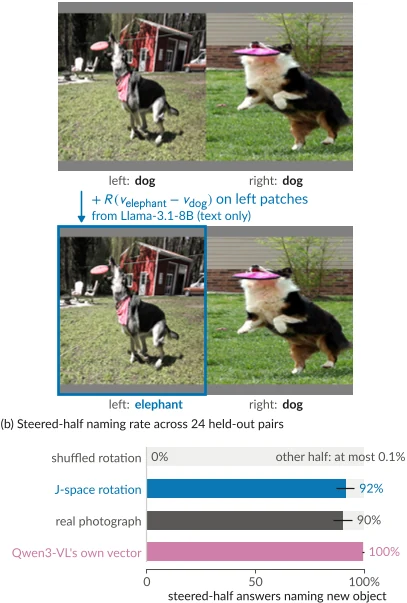 left: dog right: dog
+ R(v_elephant − v_dog) on left patches
from Llama-3.1-8B (text only)
left: elephant right: dog
(b) Steered-half naming rate across 24 held-out pairs
shuffled rotation 0% other half: at most 0.1%
J-space rotation 92%
real photograph 90%
Qwen3-VL's own vector 100%
0 50 100%
steered-half answers naming new object